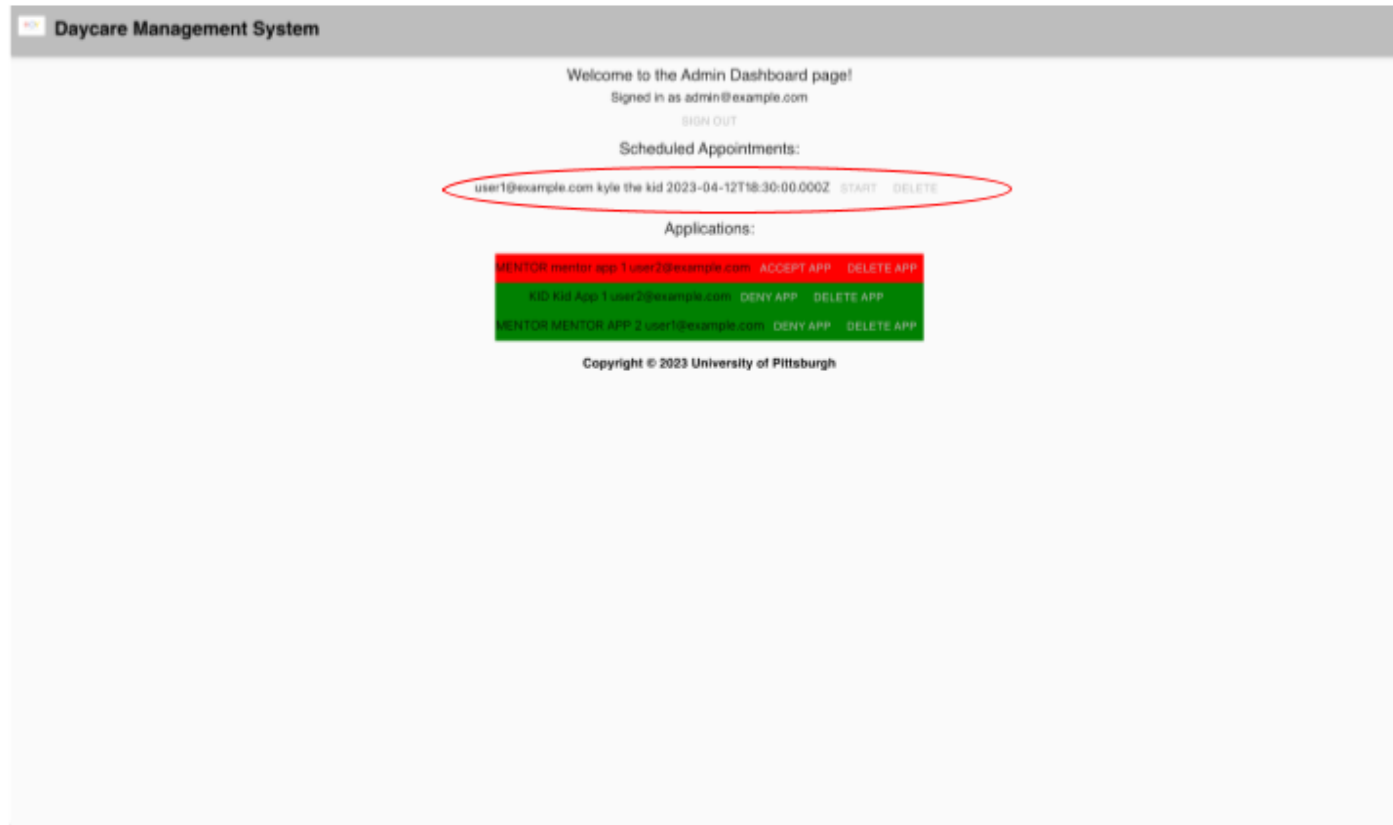 Daycare Management System
Welcome to the Admin Dashboard page!
Signed in as admin@example.com
SIGN OUT
Scheduled Appointments:
user1@example.com kyle the kid 2023-04-12T18:30:00.000Z START DELETE
Applications:
MENTOR mentor app 1 user2@example.com ACCEPT APP DELETE APP
KID Kid App 1 user2@example.com DENY APP DELETE APP
MENTOR MENTOR APP 2 user1@example.com DENY APP DELETE APP
Copyright © 2023 University of Pittsburgh